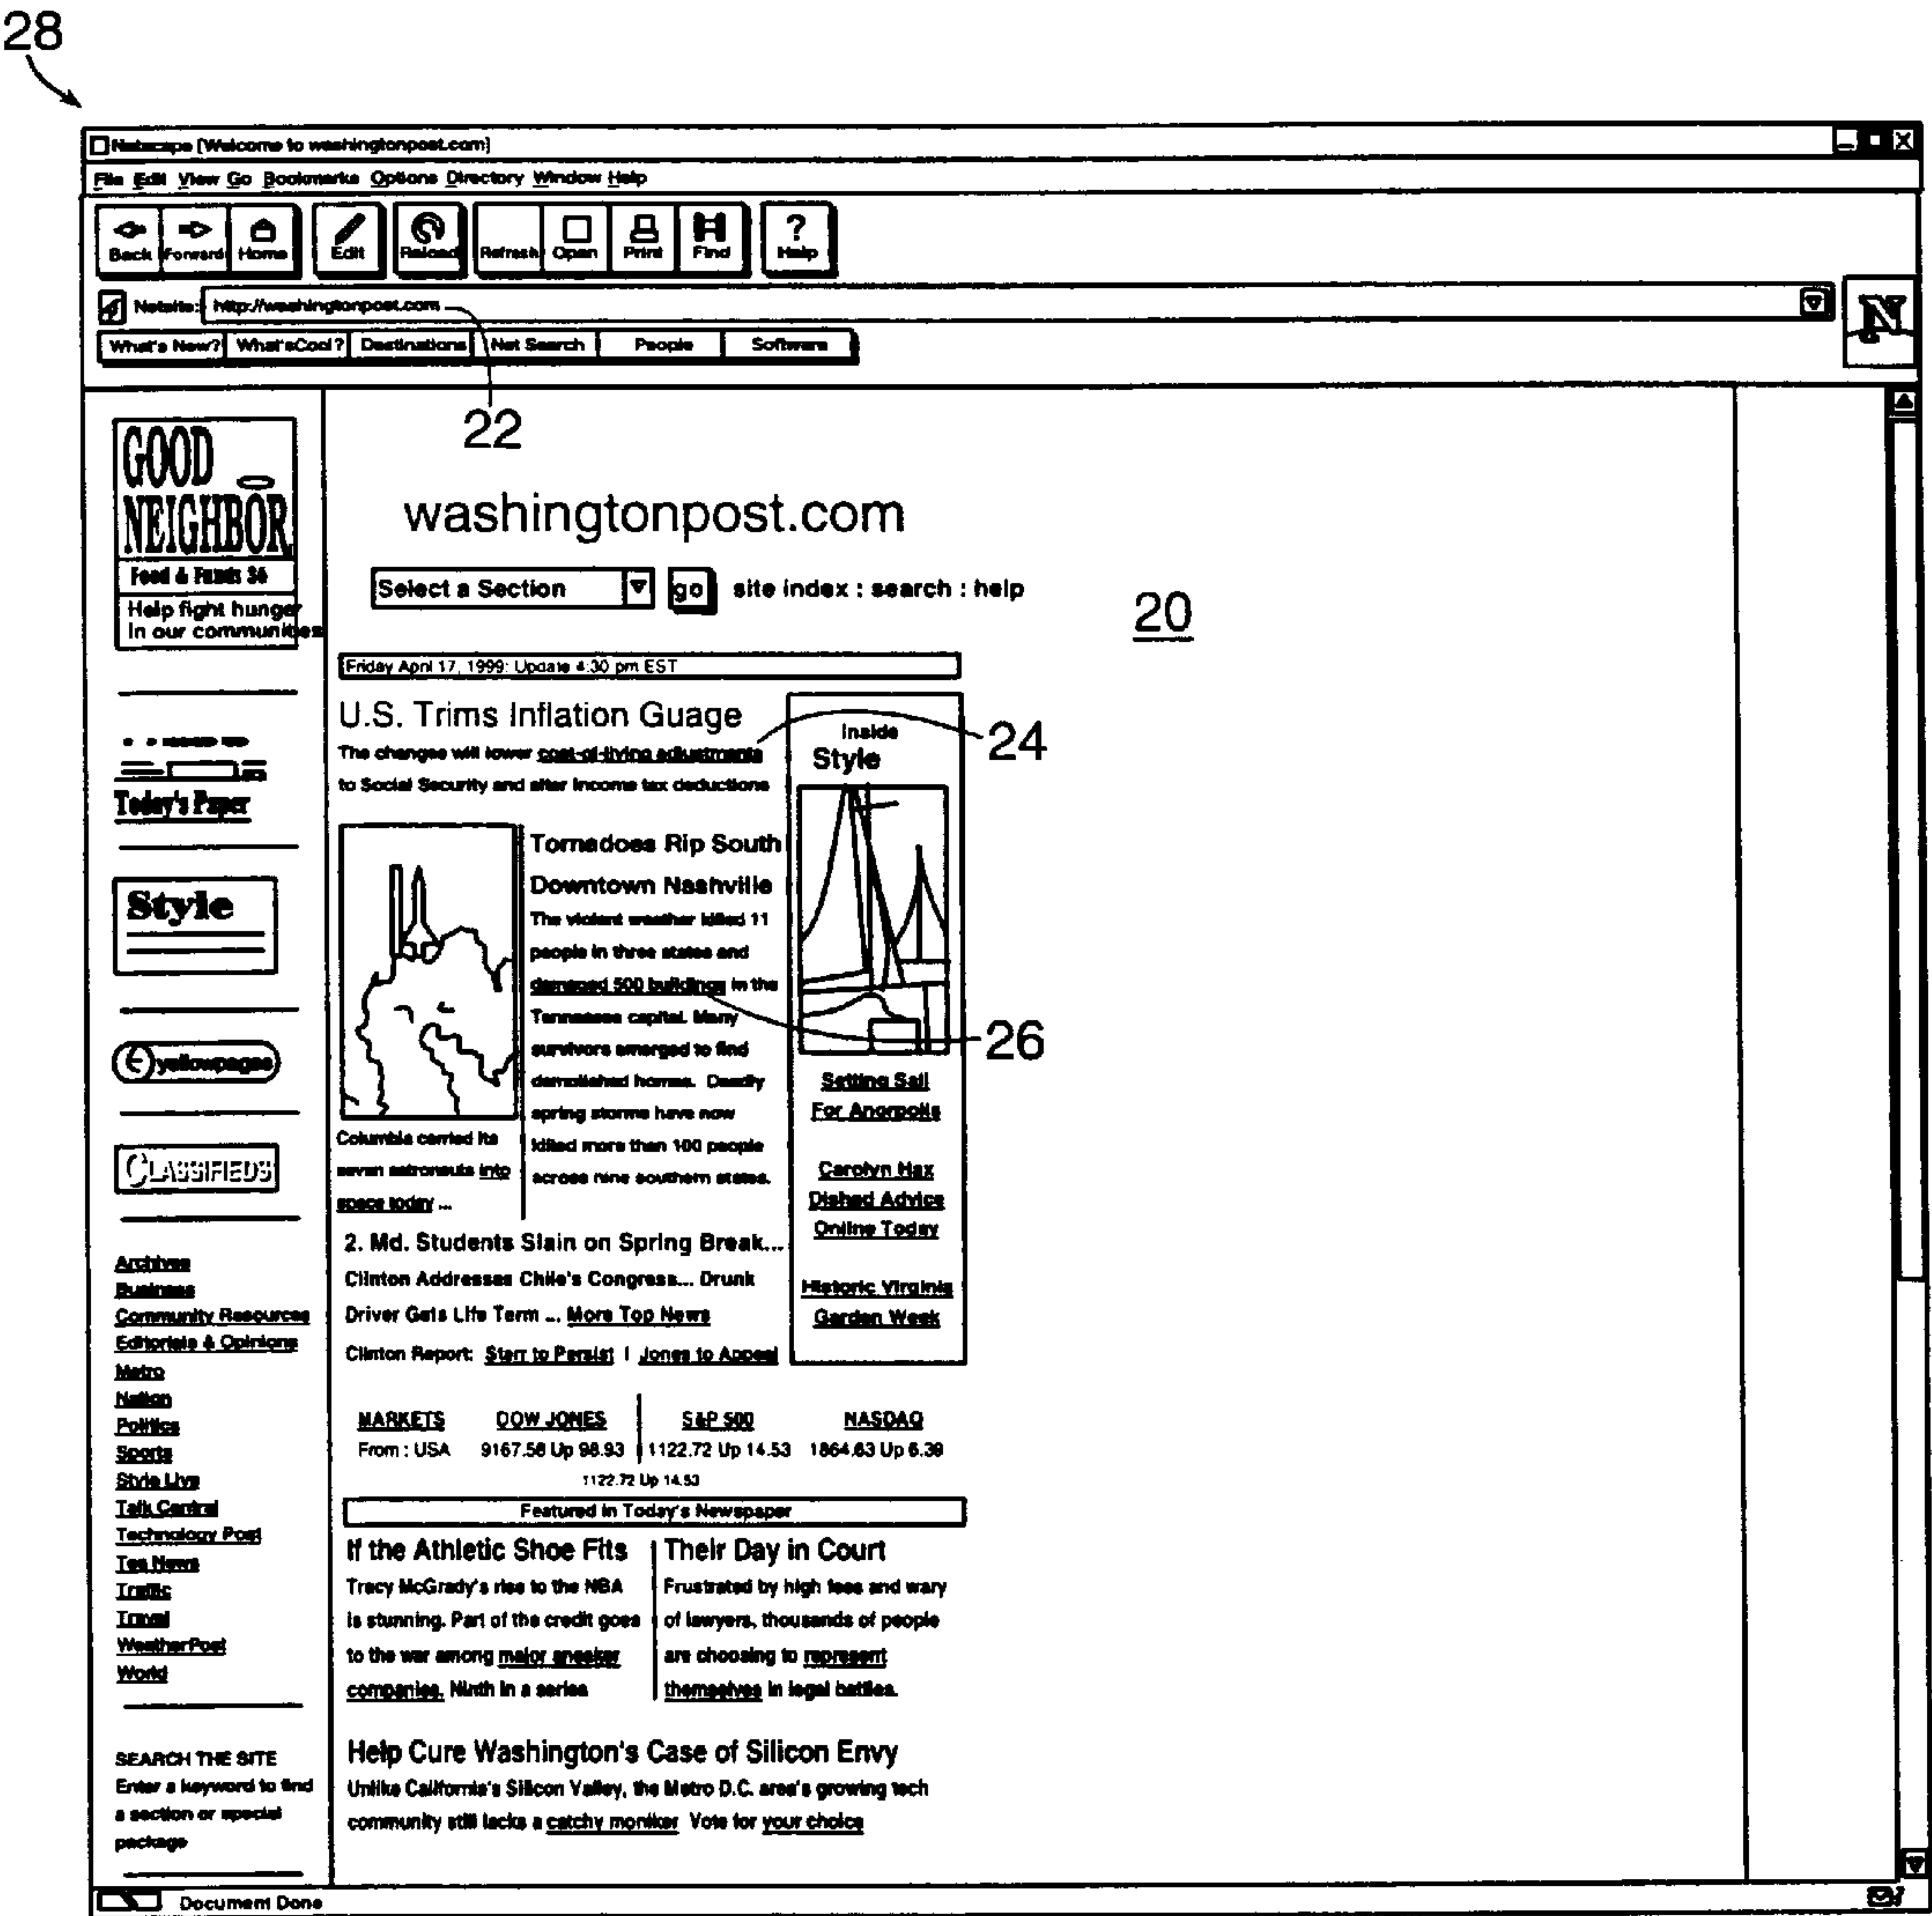 28
Netscape [Welcome to washingtonpost.com]
File Edit View Go Bookmarks Options Directory Window Help
Back Forward Home Edit Reload Refresh Open Print Find Help
Netsite: http://washingtonpost.com
N
What's New? What'sCool? Destinations Net Search People Software
22
GOOD
NEIGHBOR
Food & Funds 36
Help fight hunger
In our communities
Today's Paper
Style
yellowpages
CLASSIFIEDS
Archives
Business
Community Resources
Editorials & Opinions
Metro
Nation
Politics
Sports
Style Live
Talk Central
Technology Post
Tea News
Traffic
Travel
WeatherPost
World
SEARCH THE SITE
Enter a keyword to find
a section or special
package
washingtonpost.com
Select a Section go site index : search : help
20
Friday April 17, 1999: Update 4:30 pm EST
U.S. Trims Inflation Guage
The changes will lower cost-of-living adjustments
to Social Security and alter income tax deductions
24
Tornadoes Rip South
Downtown Nashville
The violent weather killed 11
people in three states and
damaged 500 buildings in the
Tennessee capital. Many
survivors emerged to find
demolished homes. Deadly
spring storms have now
killed more than 100 people
across nine southern states.
26
Columbia carried its
seven astronauts into
space today ...
Inside
Style
Setting Sail
For Anorpolis
Carolyn Hax
Dished Advice
Online Today
Historic Virginia
Garden Week
2. Md. Students Slain on Spring Break...
Clinton Addresses Chile's Congress... Drunk
Driver Gets Life Term ... More Top News
Clinton Report: Starr to Persist | Jones to Appeal
MARKETS DOW JONES S&P 500 NASDAQ
From : USA 9167.58 Up 98.93 1122.72 Up 14.53 1864.63 Up 6.39
1122.72 Up 14.53
Featured in Today's Newspaper
If the Athletic Shoe Fits
Tracy McGrady's rise to the NBA
is stunning. Part of the credit goes
to the war among major sneaker
companies. Ninth in a series
Their Day in Court
Frustrated by high fees and wary
of lawyers, thousands of people
are choosing to represent
themselves in legal battles.
Help Cure Washington's Case of Silicon Envy
Unlike California's Silicon Valley, the Metro D.C. area's growing tech
community still lacks a catchy moniker Vote for your choice
Document Done